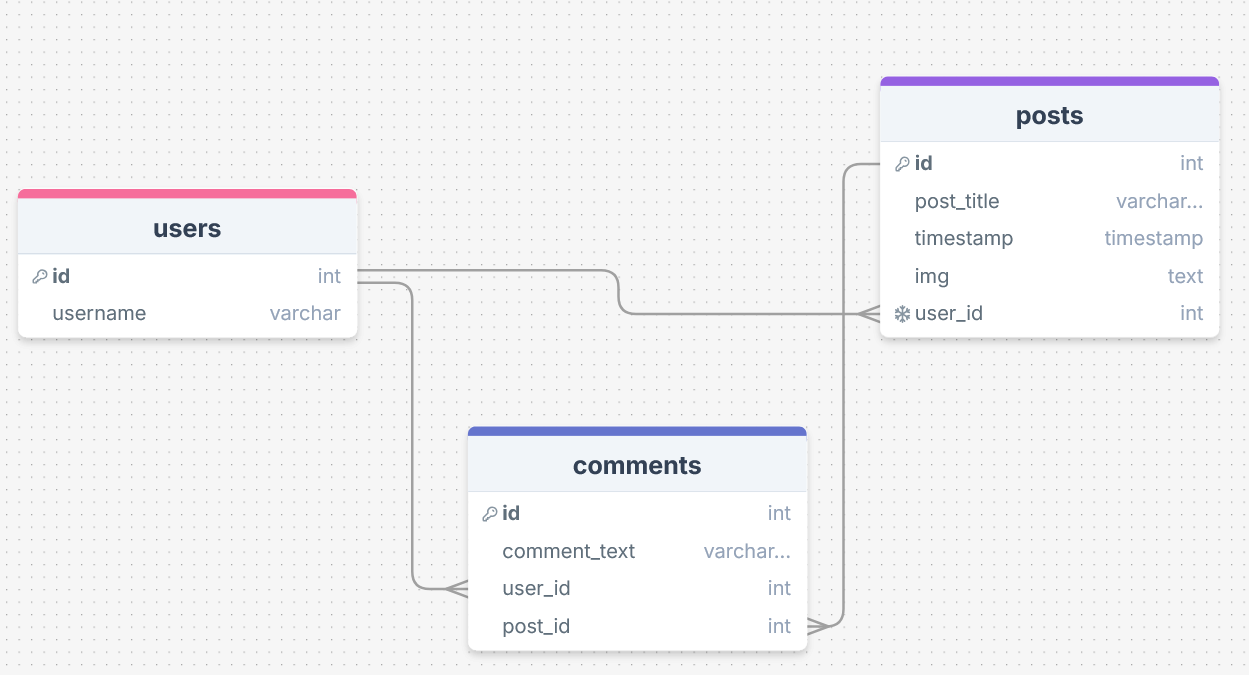 users
id int
username varchar
posts
id int
post_title varchar...
timestamp timestamp
img text
user_id int
comments
id int
comment_text varchar...
user_id int
post_id int